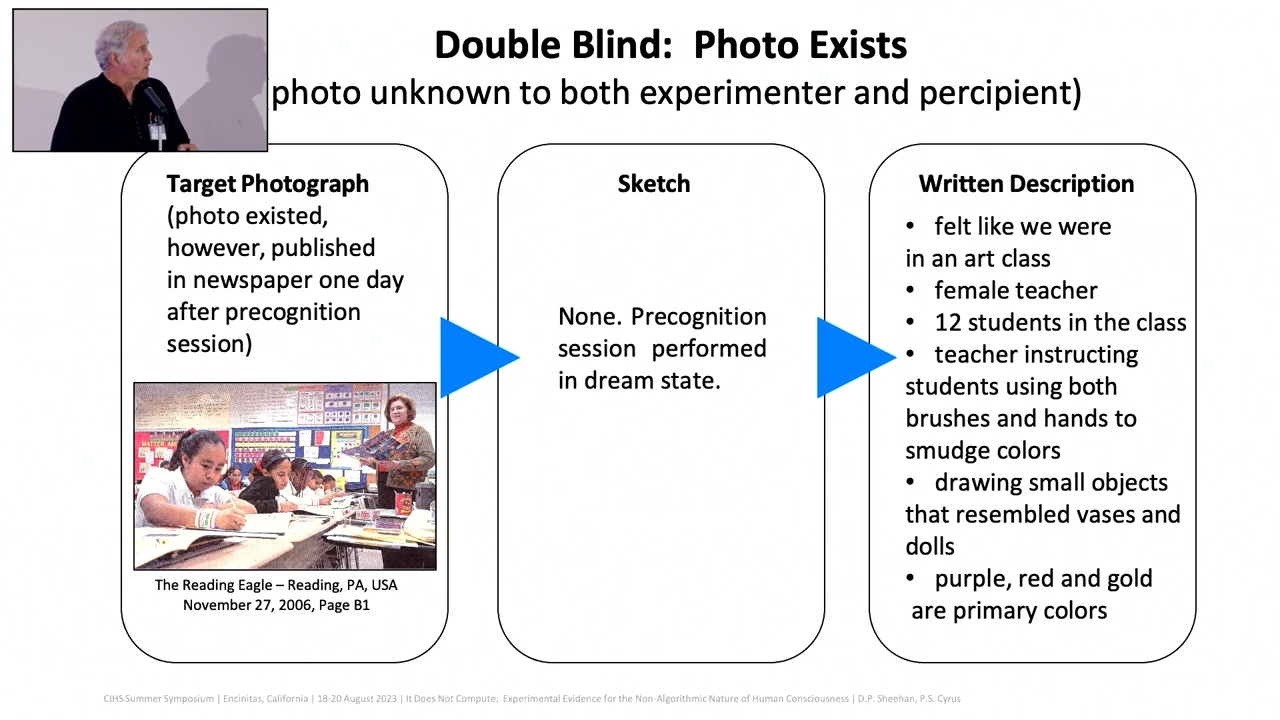 Double Blind: Photo Exists
(photo unknown to both experimenter and percipient)
Target Photograph
(photo existed,
however, published
in newspaper one day
after precognition
session)
MATTER AN
The Reading Eagle – Reading, PA, USA
November 27, 2006, Page B1
Sketch
None. Precognition
session performed
in dream state.
Written Description
• felt like we were
in an art class
• female teacher
• 12 students in the class
• teacher instructing
students using both
brushes and hands to
smudge colors
• drawing small objects
that resembled vases and
dolls
• purple, red and gold
are primary colors
CIHS Summer Symposium | Encinitas, California | 18-20 August 2023 | It Does Not Compute: Experimental Evidence for the Non-Algorithmic Nature of Human Consciousness | D.P. Sheehan, P.S. Cyrus